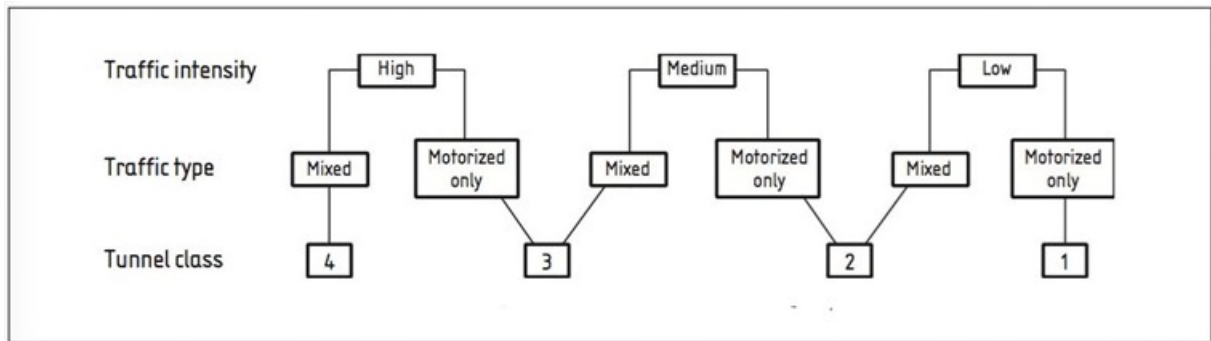 Traffic intensity High Medium Low
Traffic type Mixed Motorized only Mixed Motorized only Mixed Motorized only
Tunnel class 4 3 2 1